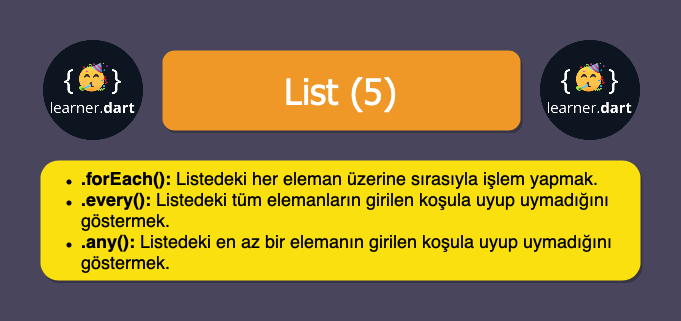 {🥳}
learner.dart
List (5)
{🥳}
learner.dart
• .forEach(): Listedeki her eleman üzerine sırasıyla işlem yapmak.
• .every(): Listedeki tüm elemanların girilen koşula uyup uymadığını
göstermek.
• .any(): Listedeki en az bir elemanın girilen koşula uyup uymadığını
göstermek.